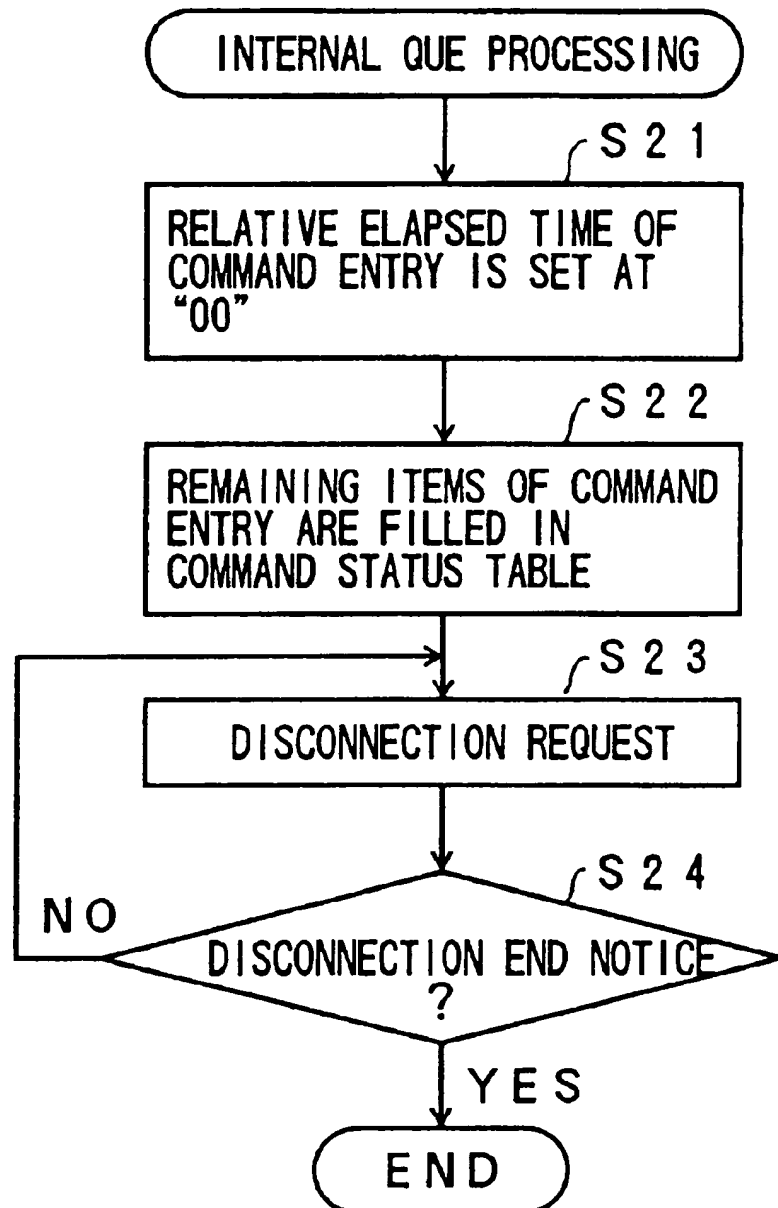 INTERNAL QUE PROCESSING
S21
RELATIVE ELAPSED TIME OF
COMMAND ENTRY IS SET AT
“00”
S22
REMAINING ITEMS OF COMMAND
ENTRY ARE FILLED IN
COMMAND STATUS TABLE
S23
DISCONNECTION REQUEST
S24
NO
DISCONNECTION END NOTICE
?
YES
END